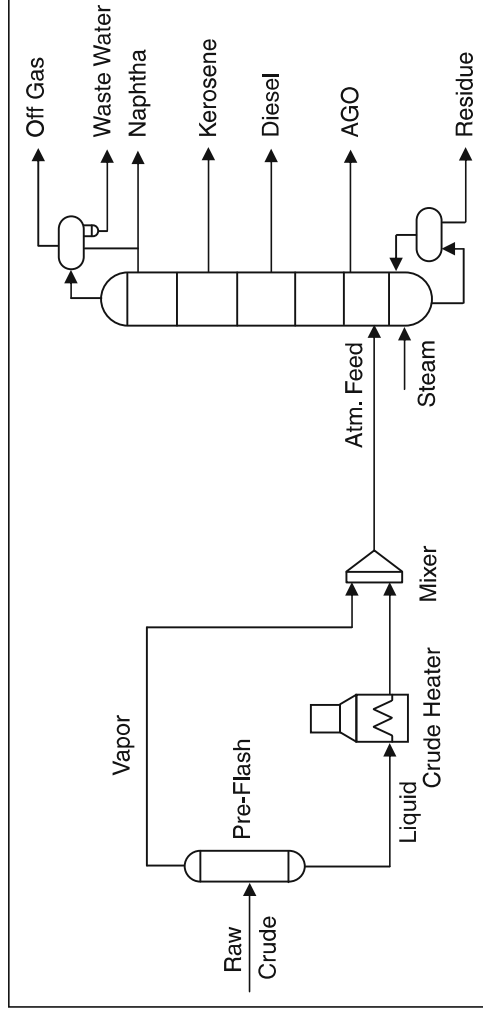 Raw
Crude
Pre-Flash
Vapor
Liquid
Crude Heater
Mixer
Atm. Feed
Steam
Off Gas
Waste Water
Naphtha
Kerosene
Diesel
AGO
Residue